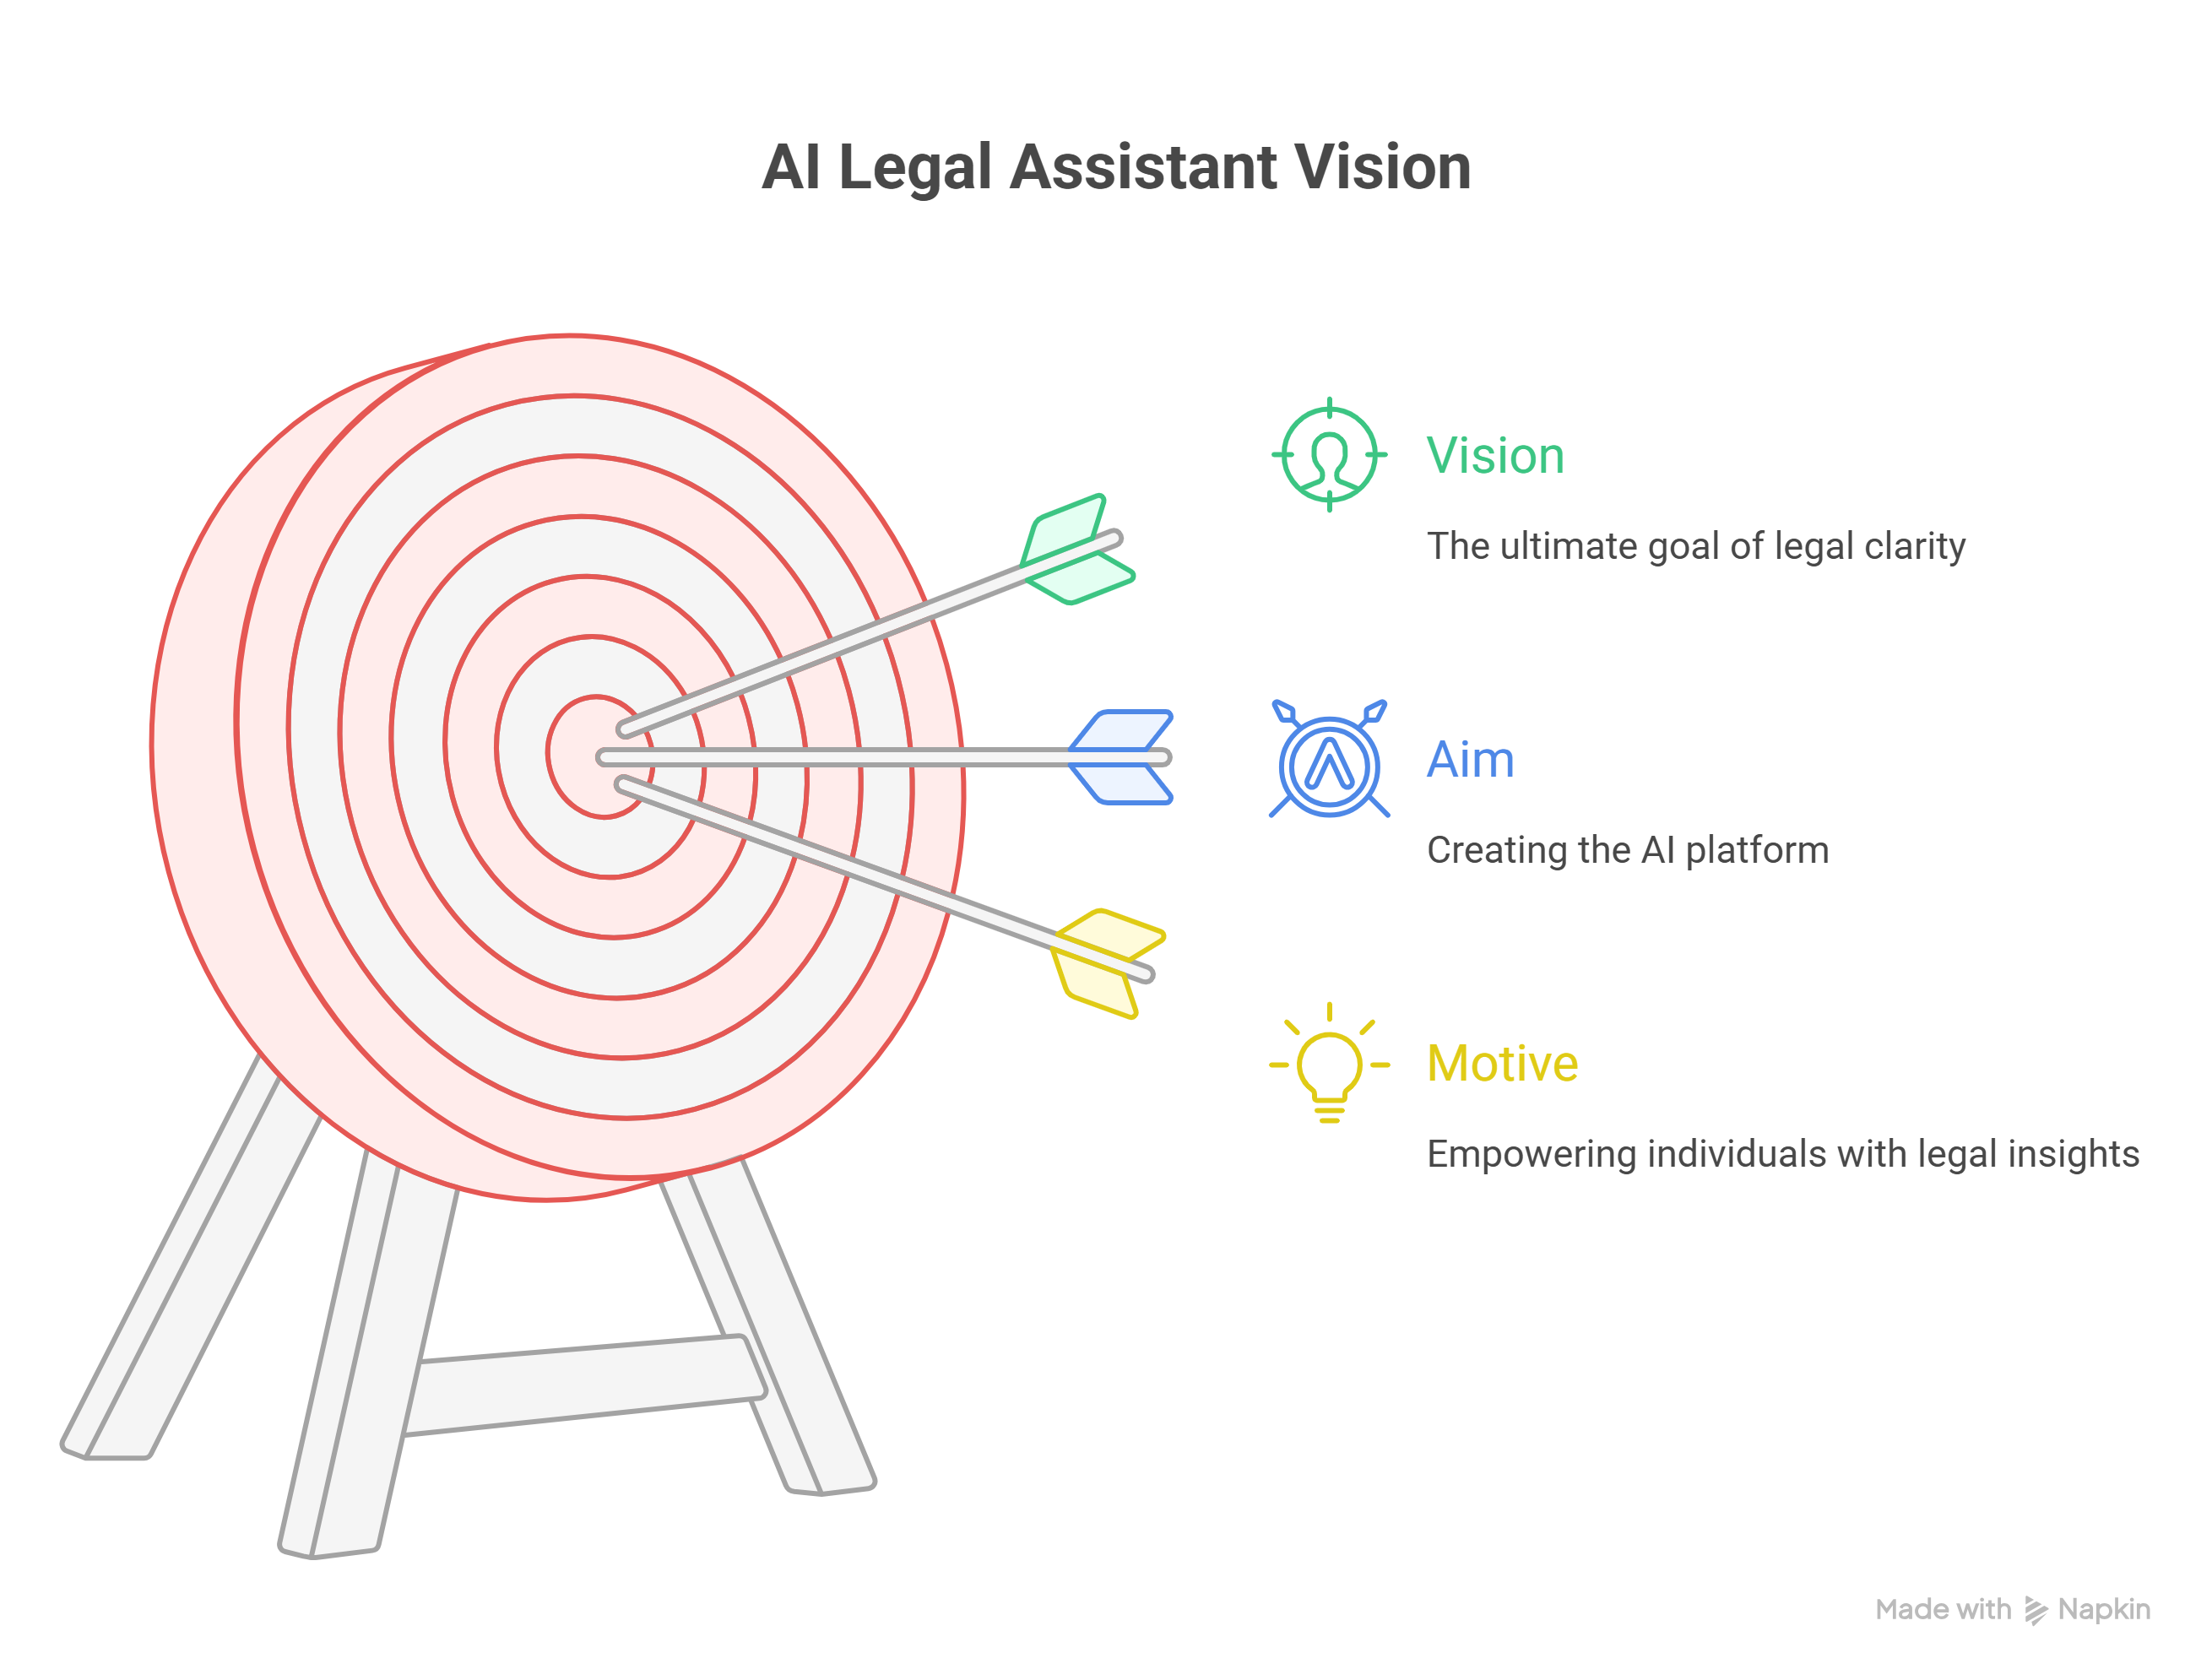 AI Legal Assistant Vision
Vision
The ultimate goal of legal clarity
Aim
Creating the AI platform
Motive
Empowering individuals with legal insights
Made with Napkin